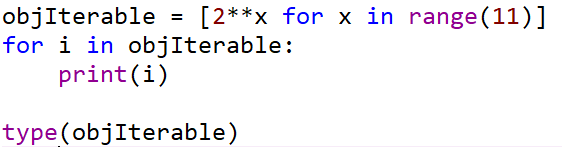 objIterable = [2**x for x in range(11)]
for i in objIterable:
    print(i)
type(objIterable)